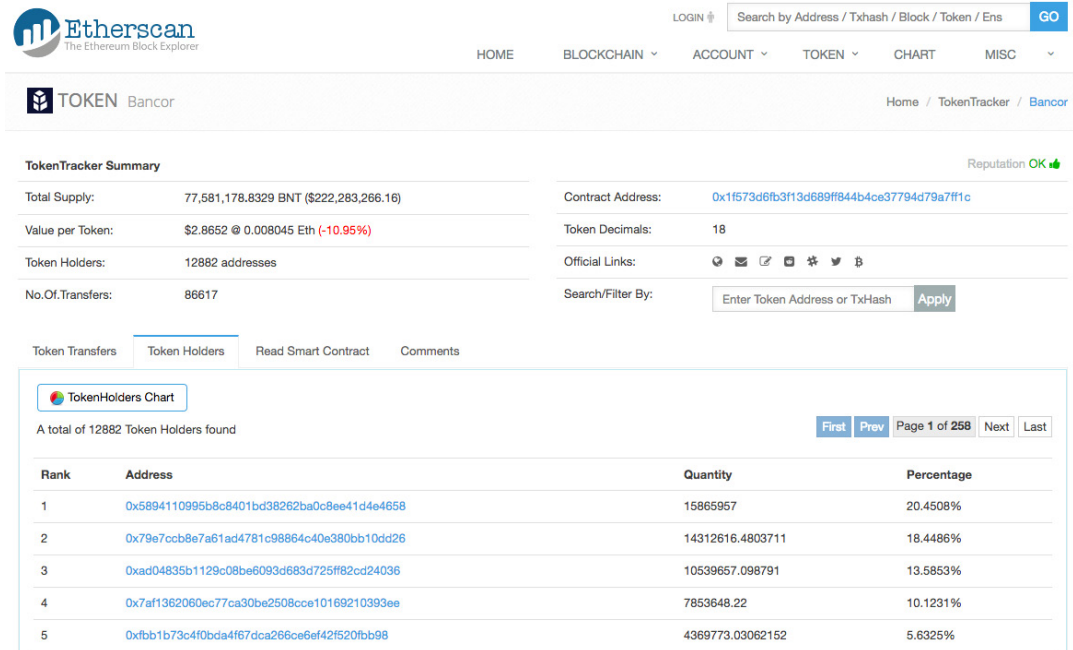 LOGIN Search by Address / Txhash / Block / Token / Ens GO
Etherscan
The Ethereum Block Explorer
HOME BLOCKCHAIN ACCOUNT TOKEN CHART MISC
TOKEN Bancor Home / TokenTracker / Bancor
TokenTracker Summary Reputation OK
Total Supply: 77,581,178.8329 BNT ($222,283,266.16) Contract Address: 0x1f573d6fb3f13d689ff844b4ce37794d79a7ff1c
Value per Token: $2.8652 @ 0.008045 Eth (-10.95%) Token Decimals: 18
Token Holders: 12882 addresses Official Links:
No.Of.Transfers: 86617 Search/Filter By: Enter Token Address or TxHash Apply
Token Transfers Token Holders Read Smart Contract Comments
TokenHolders Chart
A total of 12882 Token Holders found First Prev Page 1 of 258 Next Last
Rank Address Quantity Percentage
1 0x5894110995b8c8401bd38262ba0c8ee41d4e4658 15865957 20.4508%
2 0x79e7ccb8e7a61ad4781c98864c40e380bb10dd26 14312616.4803711 18.4486%
3 0xad04835b1129c08be6093d683d725ff82cd24036 10539657.098791 13.5853%
4 0x7af1362060ec77ca30be2508cce10169210393ee 7853648.22 10.1231%
5 0xfbb1b73c4f0bda4f67dca266ce6ef42f520fbb98 4369773.03062152 5.6325%